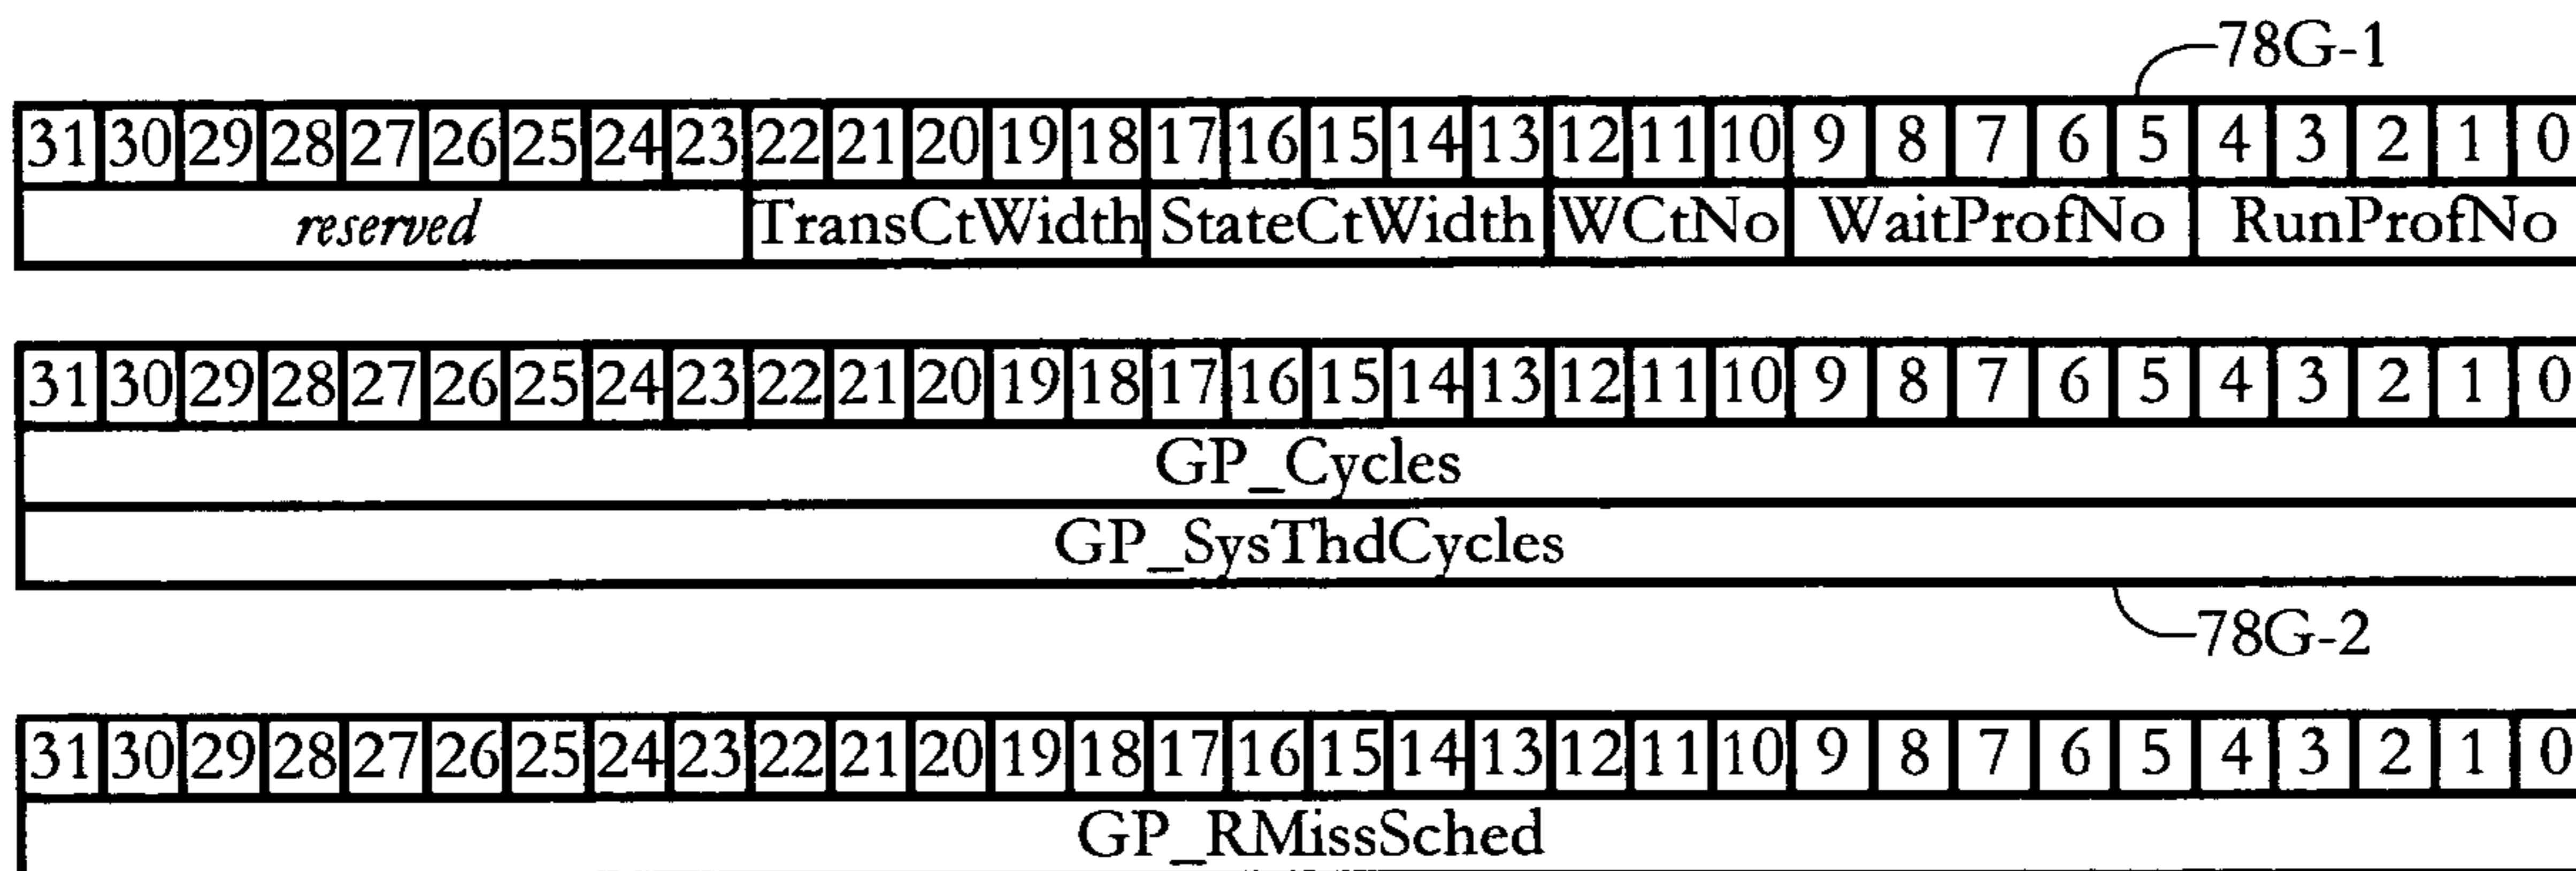 78G-1
31 30 29 28 27 26 25 24 23 22 21 20 19 18 17 16 15 14 13 12 11 10 9 8 7 6 5 4 3 2 1 0
reserved TransCtWidth StateCtWidth WCtNo WaitProfNo RunProfNo
31 30 29 28 27 26 25 24 23 22 21 20 19 18 17 16 15 14 13 12 11 10 9 8 7 6 5 4 3 2 1 0
GP_Cycles
GP_SysThdCycles
78G-2
31 30 29 28 27 26 25 24 23 22 21 20 19 18 17 16 15 14 13 12 11 10 9 8 7 6 5 4 3 2 1 0
GP_RMissSched